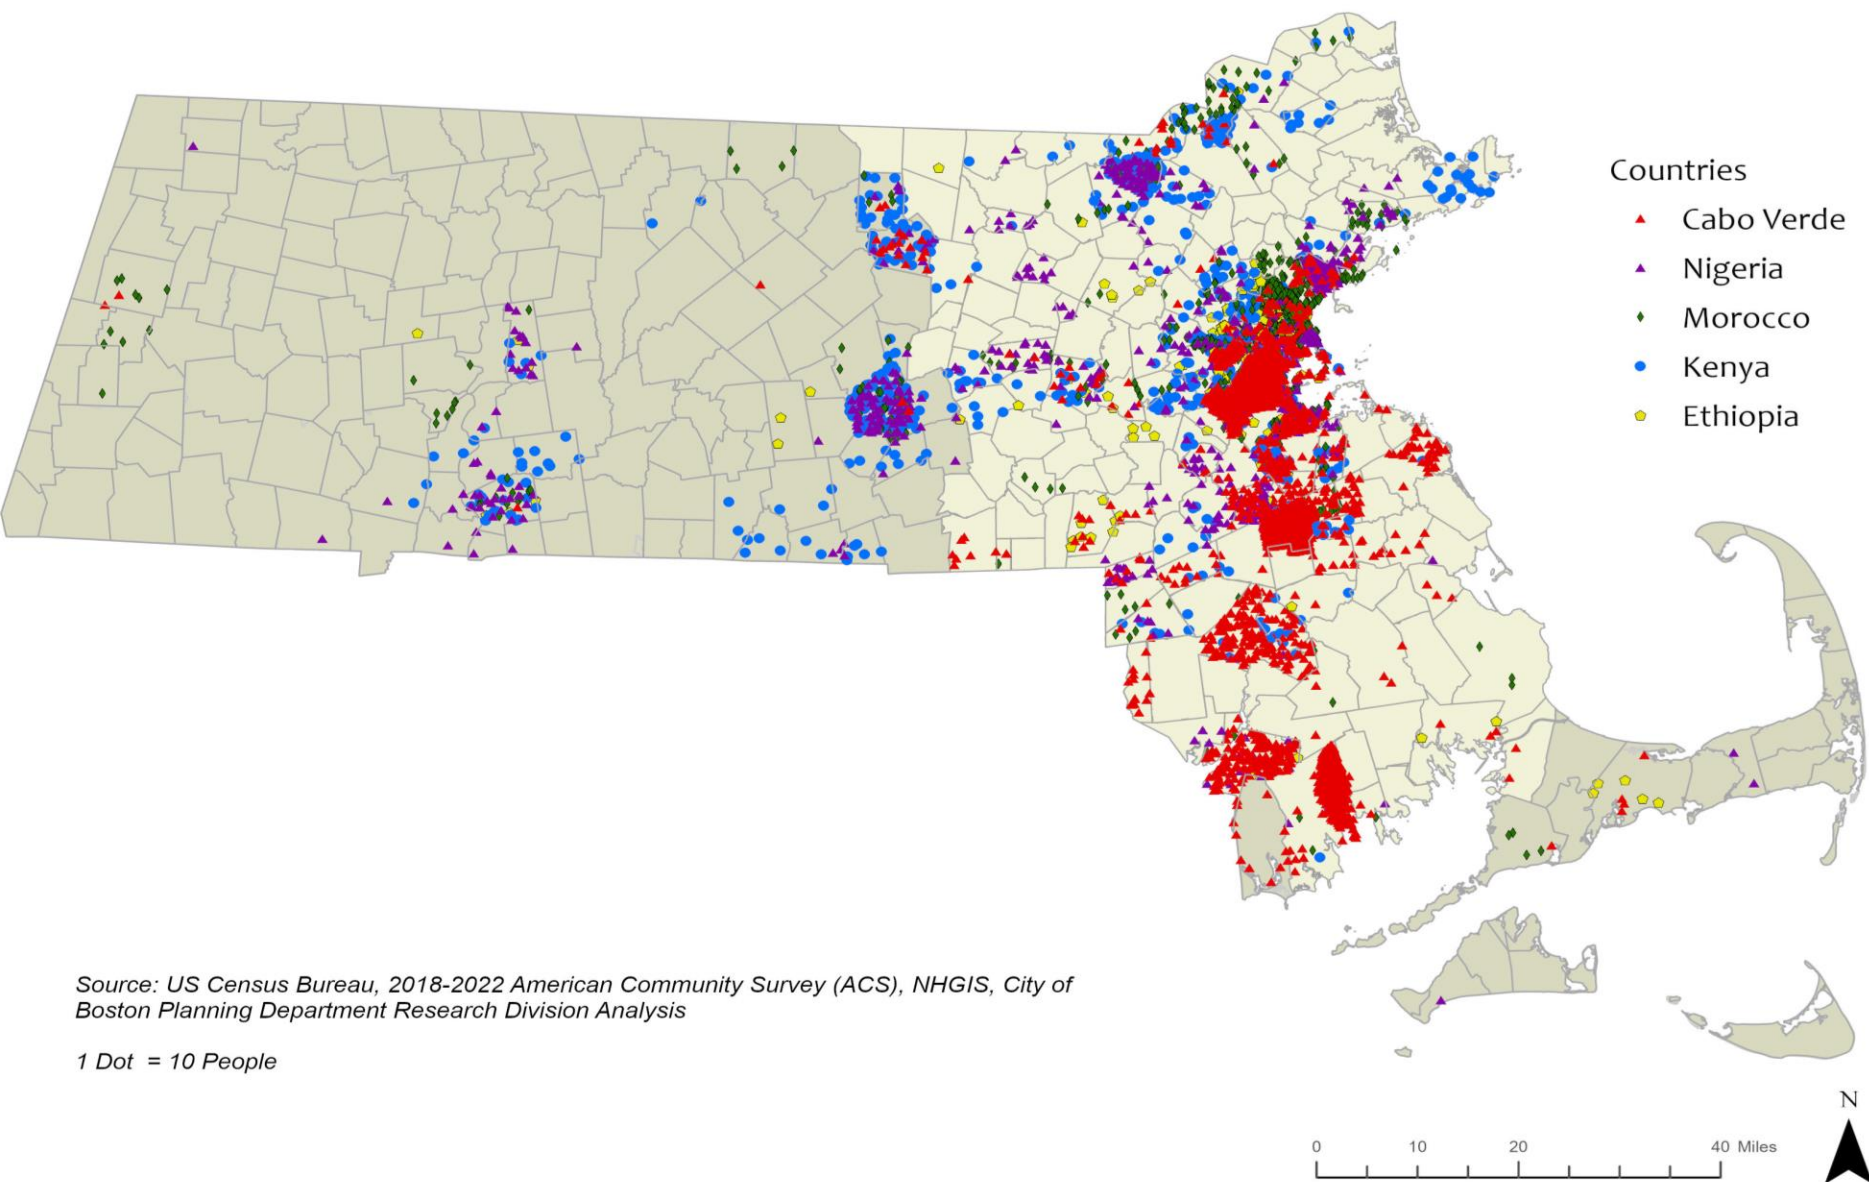 Countries
Cabo Verde
Nigeria
Morocco
Kenya
Ethiopia
Source: US Census Bureau, 2018-2022 American Community Survey (ACS), NHGIS, City of
Boston Planning Department Research Division Analysis
1 Dot = 10 People
N
0 10 20 40 Miles